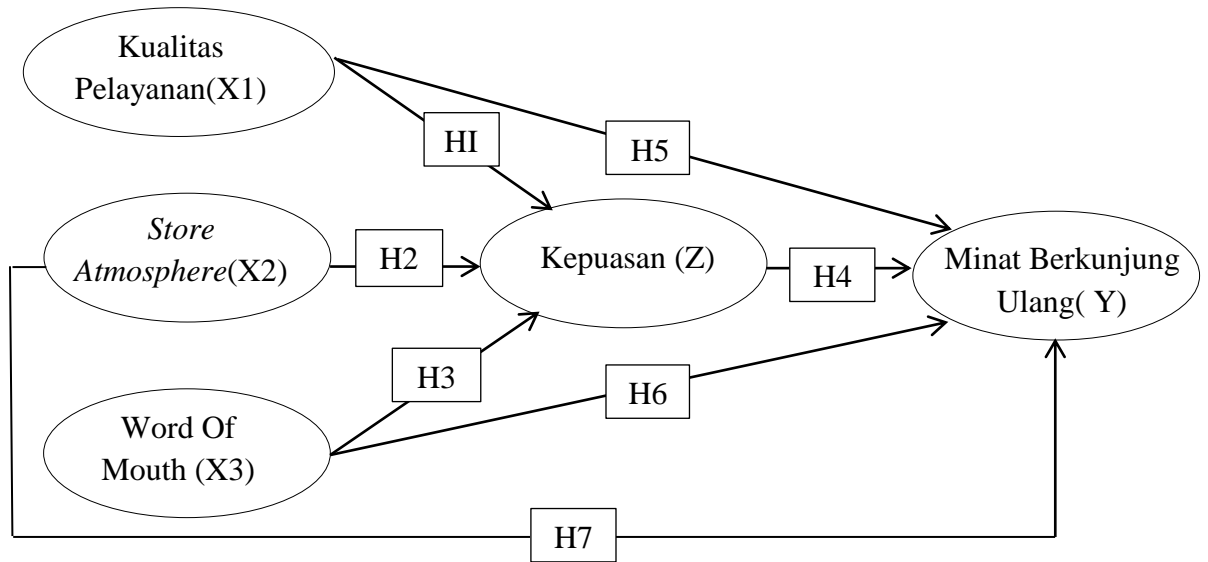 Kualitas
Pelayanan(X1)
HI
H5
Store
Atmosphere(X2)
H2
Kepuasan (Z)
H4
Minat Berkunjung
Ulang( Y)
H3
H6
Word Of
Mouth (X3)
H7